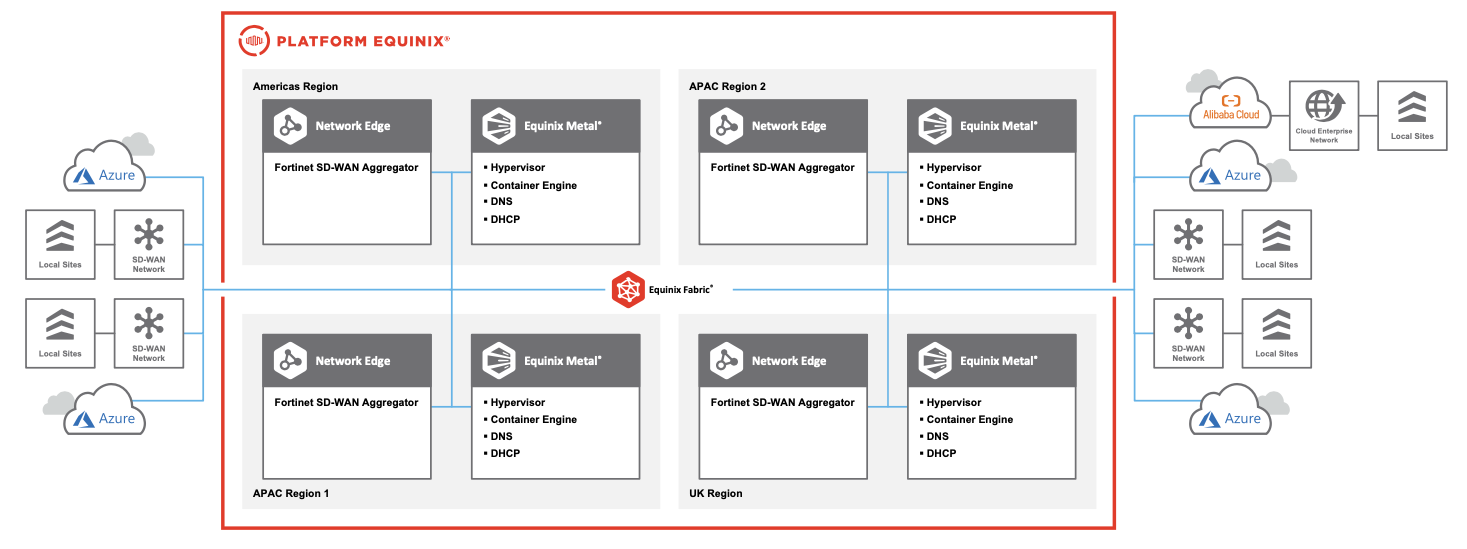 PLATFORM EQUINIX®
Americas Region
Network Edge
Fortinet SD-WAN Aggregator
Equinix Metal®
▪ Hypervisor
▪ Container Engine
▪ DNS
▪ DHCP
APAC Region 2
Network Edge
Fortinet SD-WAN Aggregator
Equinix Metal®
▪ Hypervisor
▪ Container Engine
▪ DNS
▪ DHCP
Azure
Local Sites
SD-WAN
Network
Local Sites
SD-WAN
Network
Azure
Equinix Fabric®
Network Edge
Fortinet SD-WAN Aggregator
Equinix Metal®
▪ Hypervisor
▪ Container Engine
▪ DNS
▪ DHCP
APAC Region 1
Network Edge
Fortinet SD-WAN Aggregator
Equinix Metal®
▪ Hypervisor
▪ Container Engine
▪ DNS
▪ DHCP
UK Region
Alibaba Cloud
Cloud Enterprise
Network
Local Sites
Azure
SD-WAN
Network
Local Sites
SD-WAN
Network
Local Sites
Azure